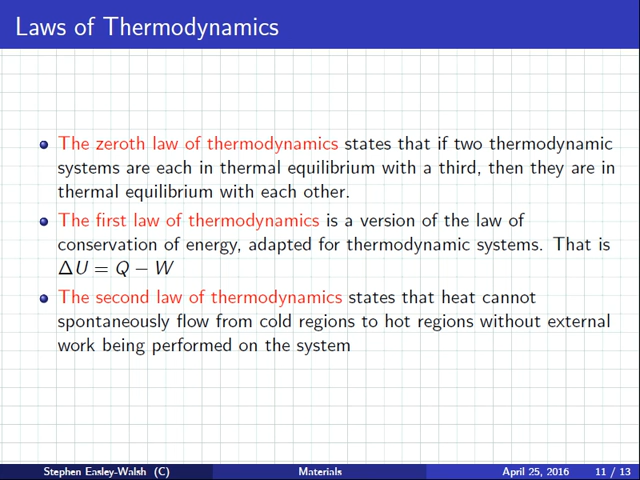 Laws of Thermodynamics
The zeroth law of thermodynamics states that if two thermodynamic
systems are each in thermal equilibrium with a third, then they are in
thermal equilibrium with each other.
The first law of thermodynamics is a version of the law of
conservation of energy, adapted for thermodynamic systems. That is
ΔU = Q − W
The second law of thermodynamics states that heat cannot
spontaneously flow from cold regions to hot regions without external
work being performed on the system
Stephen Easley-Walsh (C) Materials April 25, 2016 11 / 13